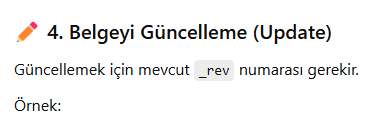 ✏️ 4. Belgeyi Güncelleme (Update)
Güncellemek için mevcut _rev numarası gerekir.
Örnek: